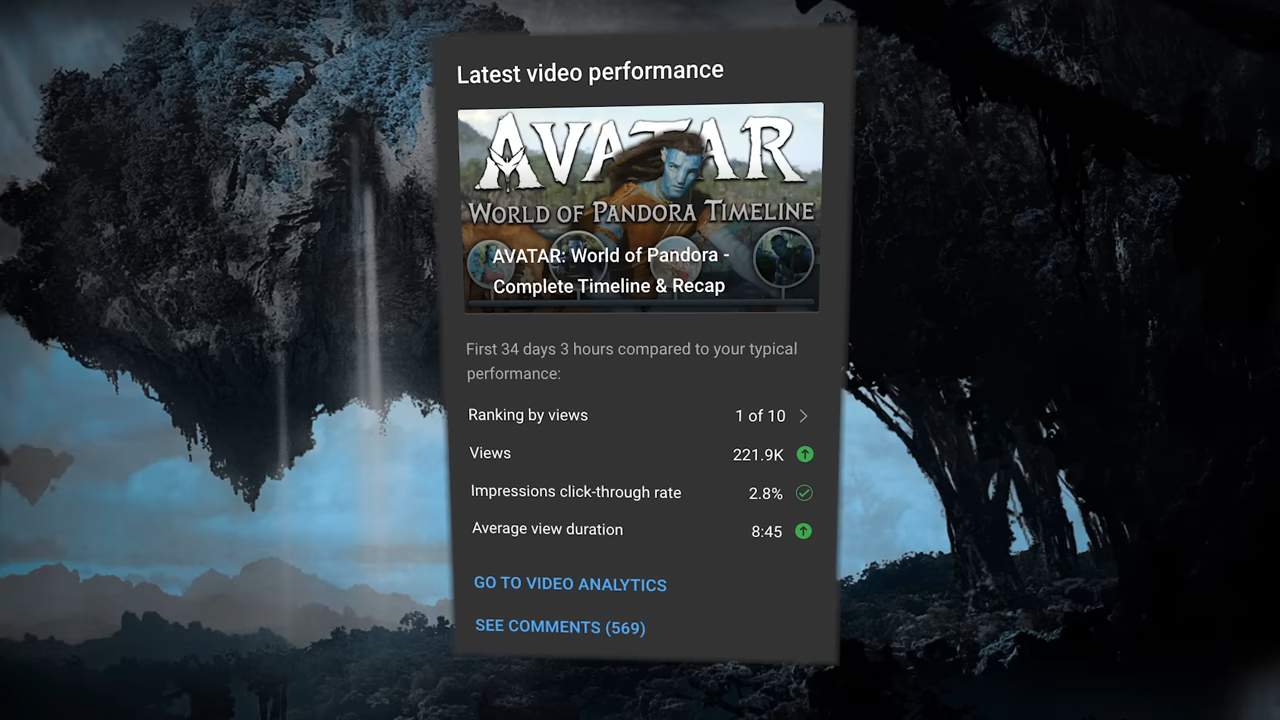 Latest video performance
AVATAR
WORLD OF PANDORA TIMELINE
AVATAR: World of Pandora -
Complete Timeline & Recap
First 34 days 3 hours compared to your typical
performance:
Ranking by views 1 of 10
Views 221.9K
Impressions click-through rate 2.8%
Average view duration 8:45
GO TO VIDEO ANALYTICS
SEE COMMENTS (569)